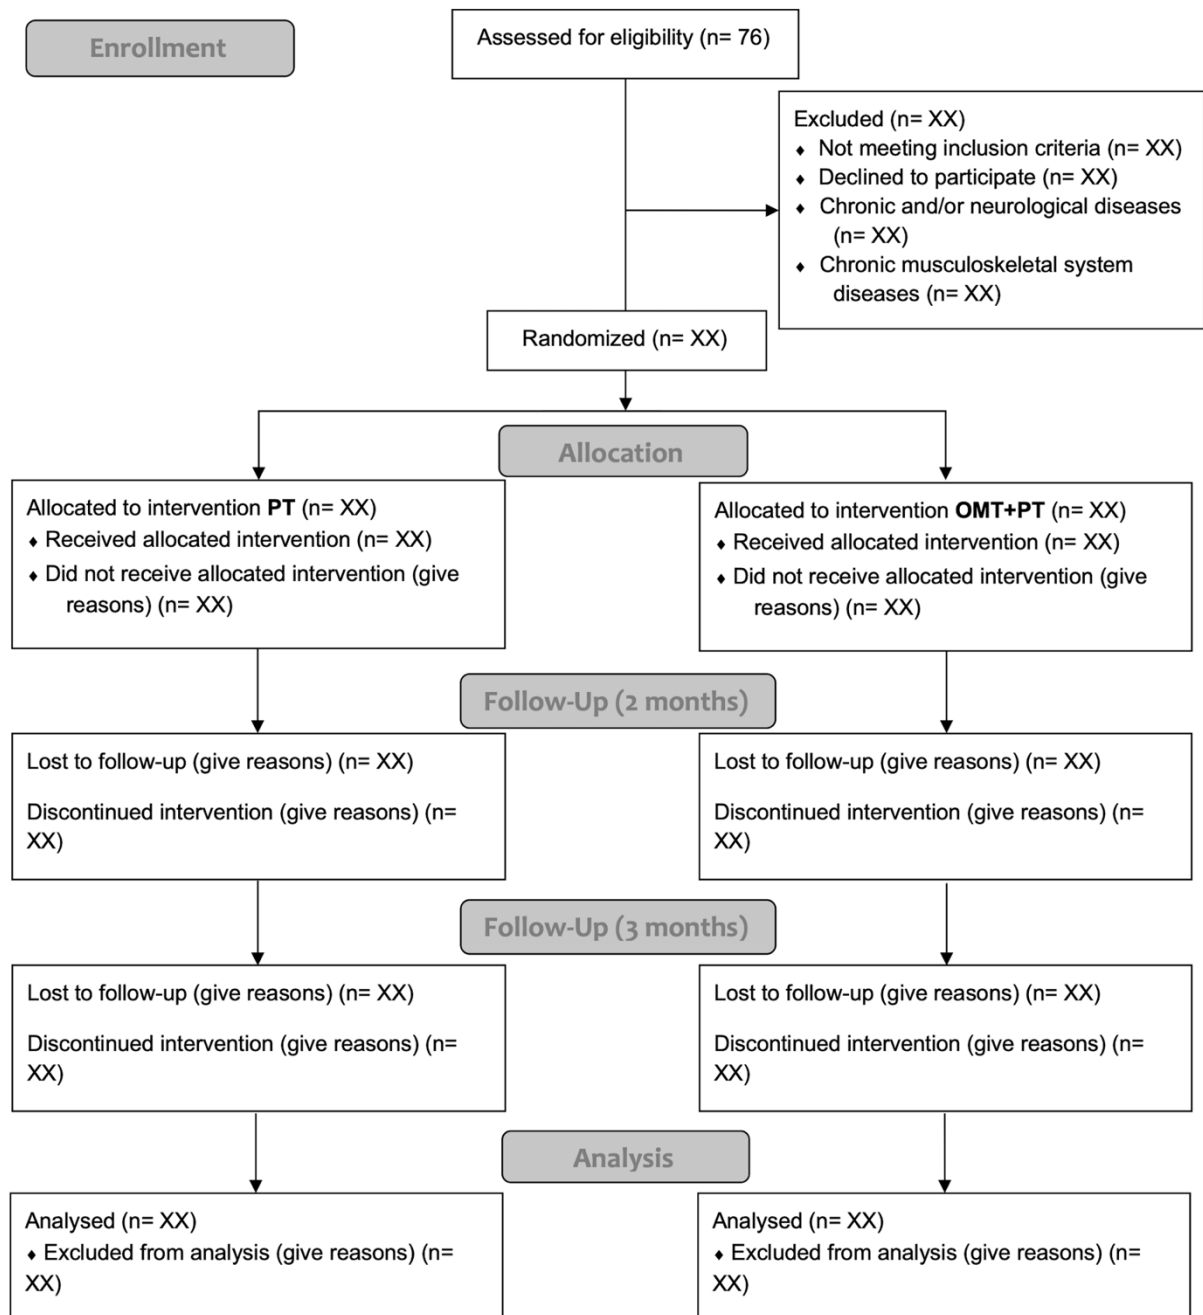 Enrollment
Assessed for eligibility (n= 76)
Excluded (n= XX)
♦ Not meeting inclusion criteria (n= XX)
♦ Declined to participate (n= XX)
♦ Chronic and/or neurological diseases
(n= XX)
♦ Chronic musculoskeletal system
diseases (n= XX)
Randomized (n= XX)
Allocation
Allocated to intervention PT (n= XX)
♦ Received allocated intervention (n= XX)
♦ Did not receive allocated intervention (give
reasons) (n= XX)
Allocated to intervention OMT+PT (n= XX)
♦ Received allocated intervention (n= XX)
♦ Did not receive allocated intervention (give
reasons) (n= XX)
Follow-Up (2 months)
Lost to follow-up (give reasons) (n= XX)
Discontinued intervention (give reasons) (n=
XX)
Lost to follow-up (give reasons) (n= XX)
Discontinued intervention (give reasons) (n=
XX)
Follow-Up (3 months)
Lost to follow-up (give reasons) (n= XX)
Discontinued intervention (give reasons) (n=
XX)
Lost to follow-up (give reasons) (n= XX)
Discontinued intervention (give reasons) (n=
XX)
Analysis
Analysed (n= XX)
♦ Excluded from analysis (give reasons) (n=
XX)
Analysed (n= XX)
♦ Excluded from analysis (give reasons) (n=
XX)